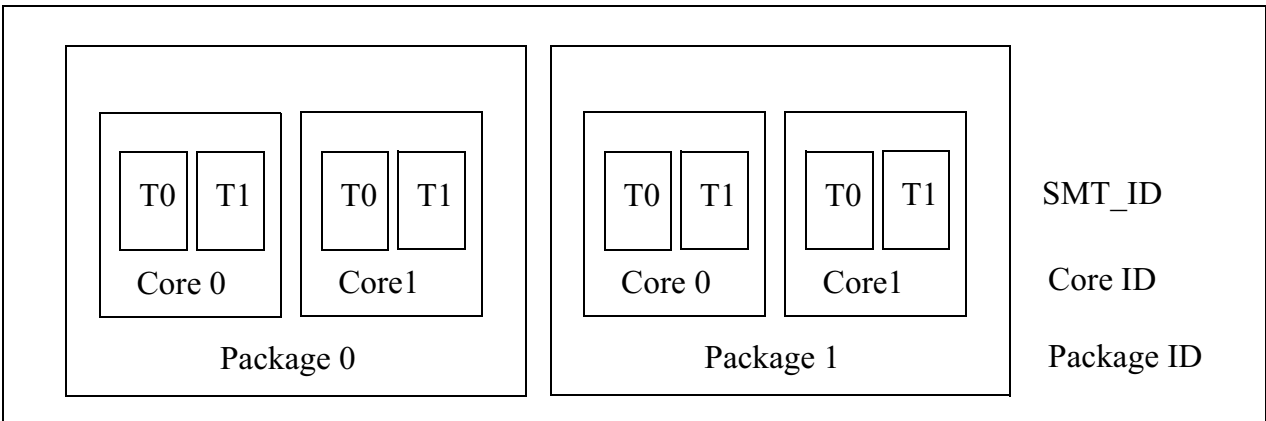 T0 T1 T0 T1 T0 T1 T0 T1 SMT_ID
Core 0 Core1 Core 0 Core1 Core ID
Package 0 Package 1 Package ID